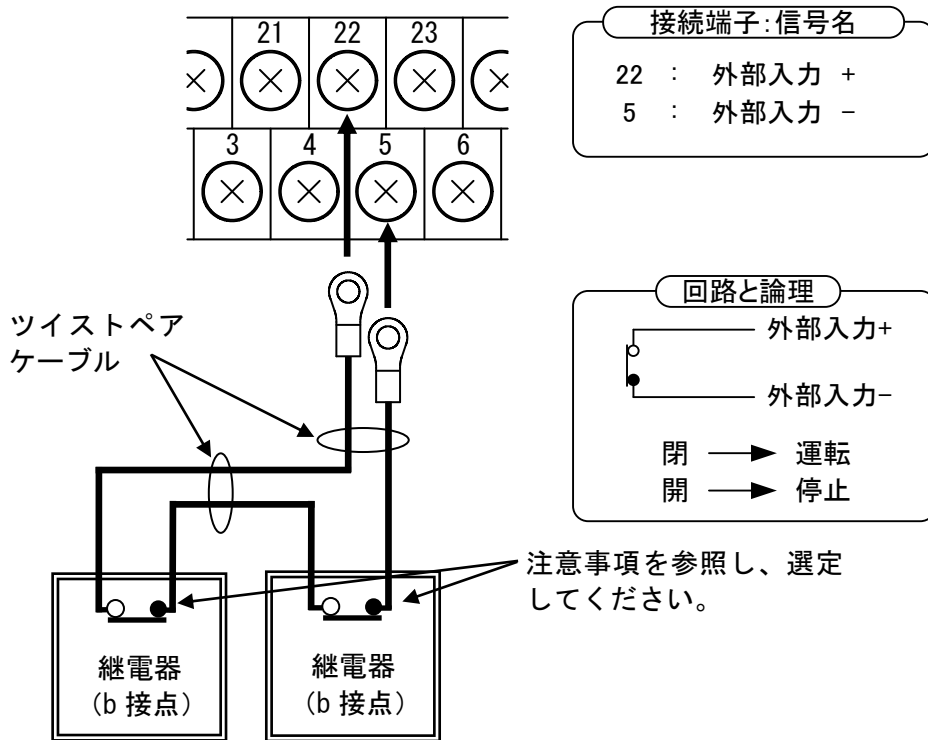 21 22 23
3 4 5 6
接続端子:信号名
22 : 外部入力 +
5 : 外部入力 -
ツイストペア
ケーブル
回路と論理
外部入力+
外部入力-
閉 → 運転
開 → 停止
注意事項を参照し、選定
してください。
継電器
(b 接点)
継電器
(b 接点)